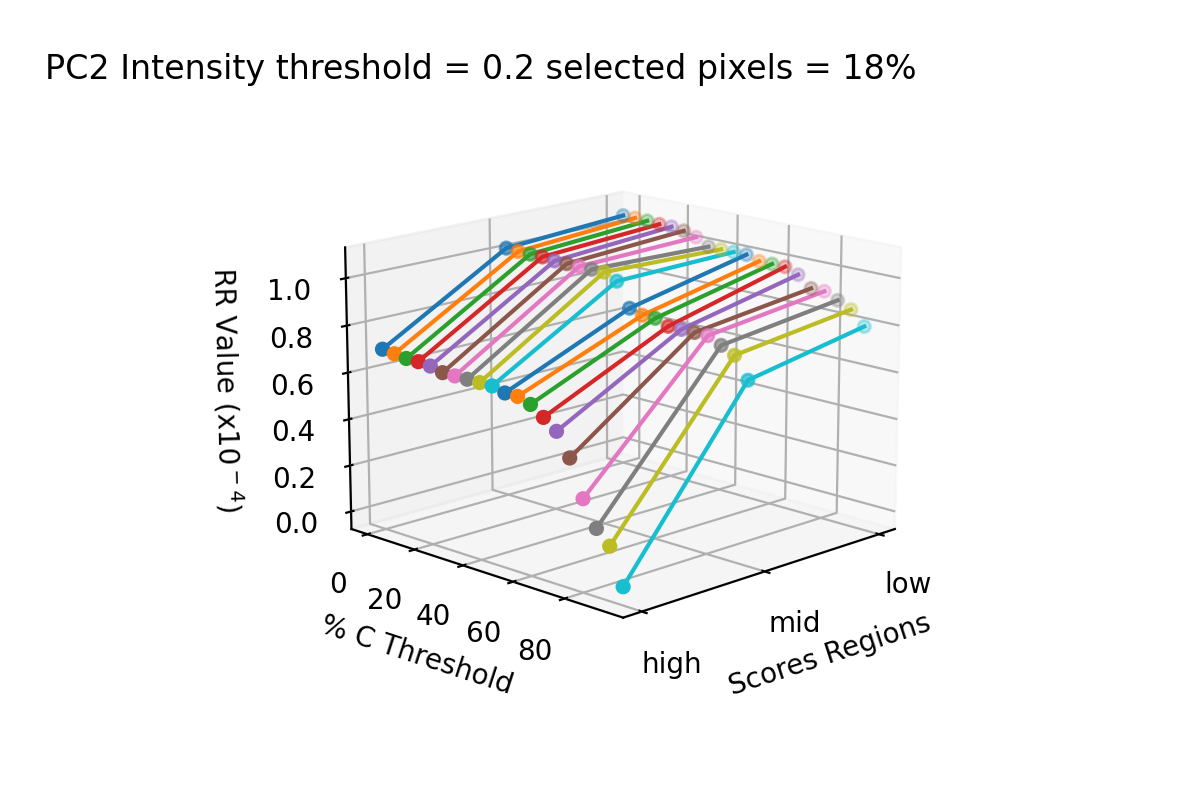 PC2 Intensity threshold = 0.2 selected pixels = 18%
RR Value (x10⁻⁴)
1.0
0.8
0.6
0.4
0.2
0.0
0
20
40
60
80
% C Threshold
high
mid
low
Scores Regions